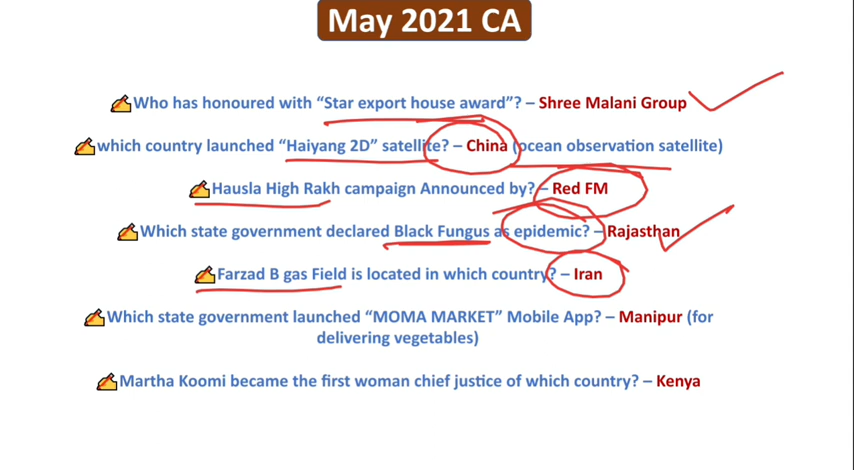 May 2021 CA
✍Who has honoured with “Star export house award”? – Shree Malani Group
✍which country launched “Haiyang 2D” satellite? – China (ocean observation satellite)
✍Hausla High Rakh campaign Announced by? – Red FM
✍Which state government declared Black Fungus as epidemic? – Rajasthan
✍Farzad B gas Field is located in which country? – Iran
✍Which state government launched “MOMA MARKET” Mobile App? – Manipur (for
delivering vegetables)
✍Martha Koomi became the first woman chief justice of which country? – Kenya